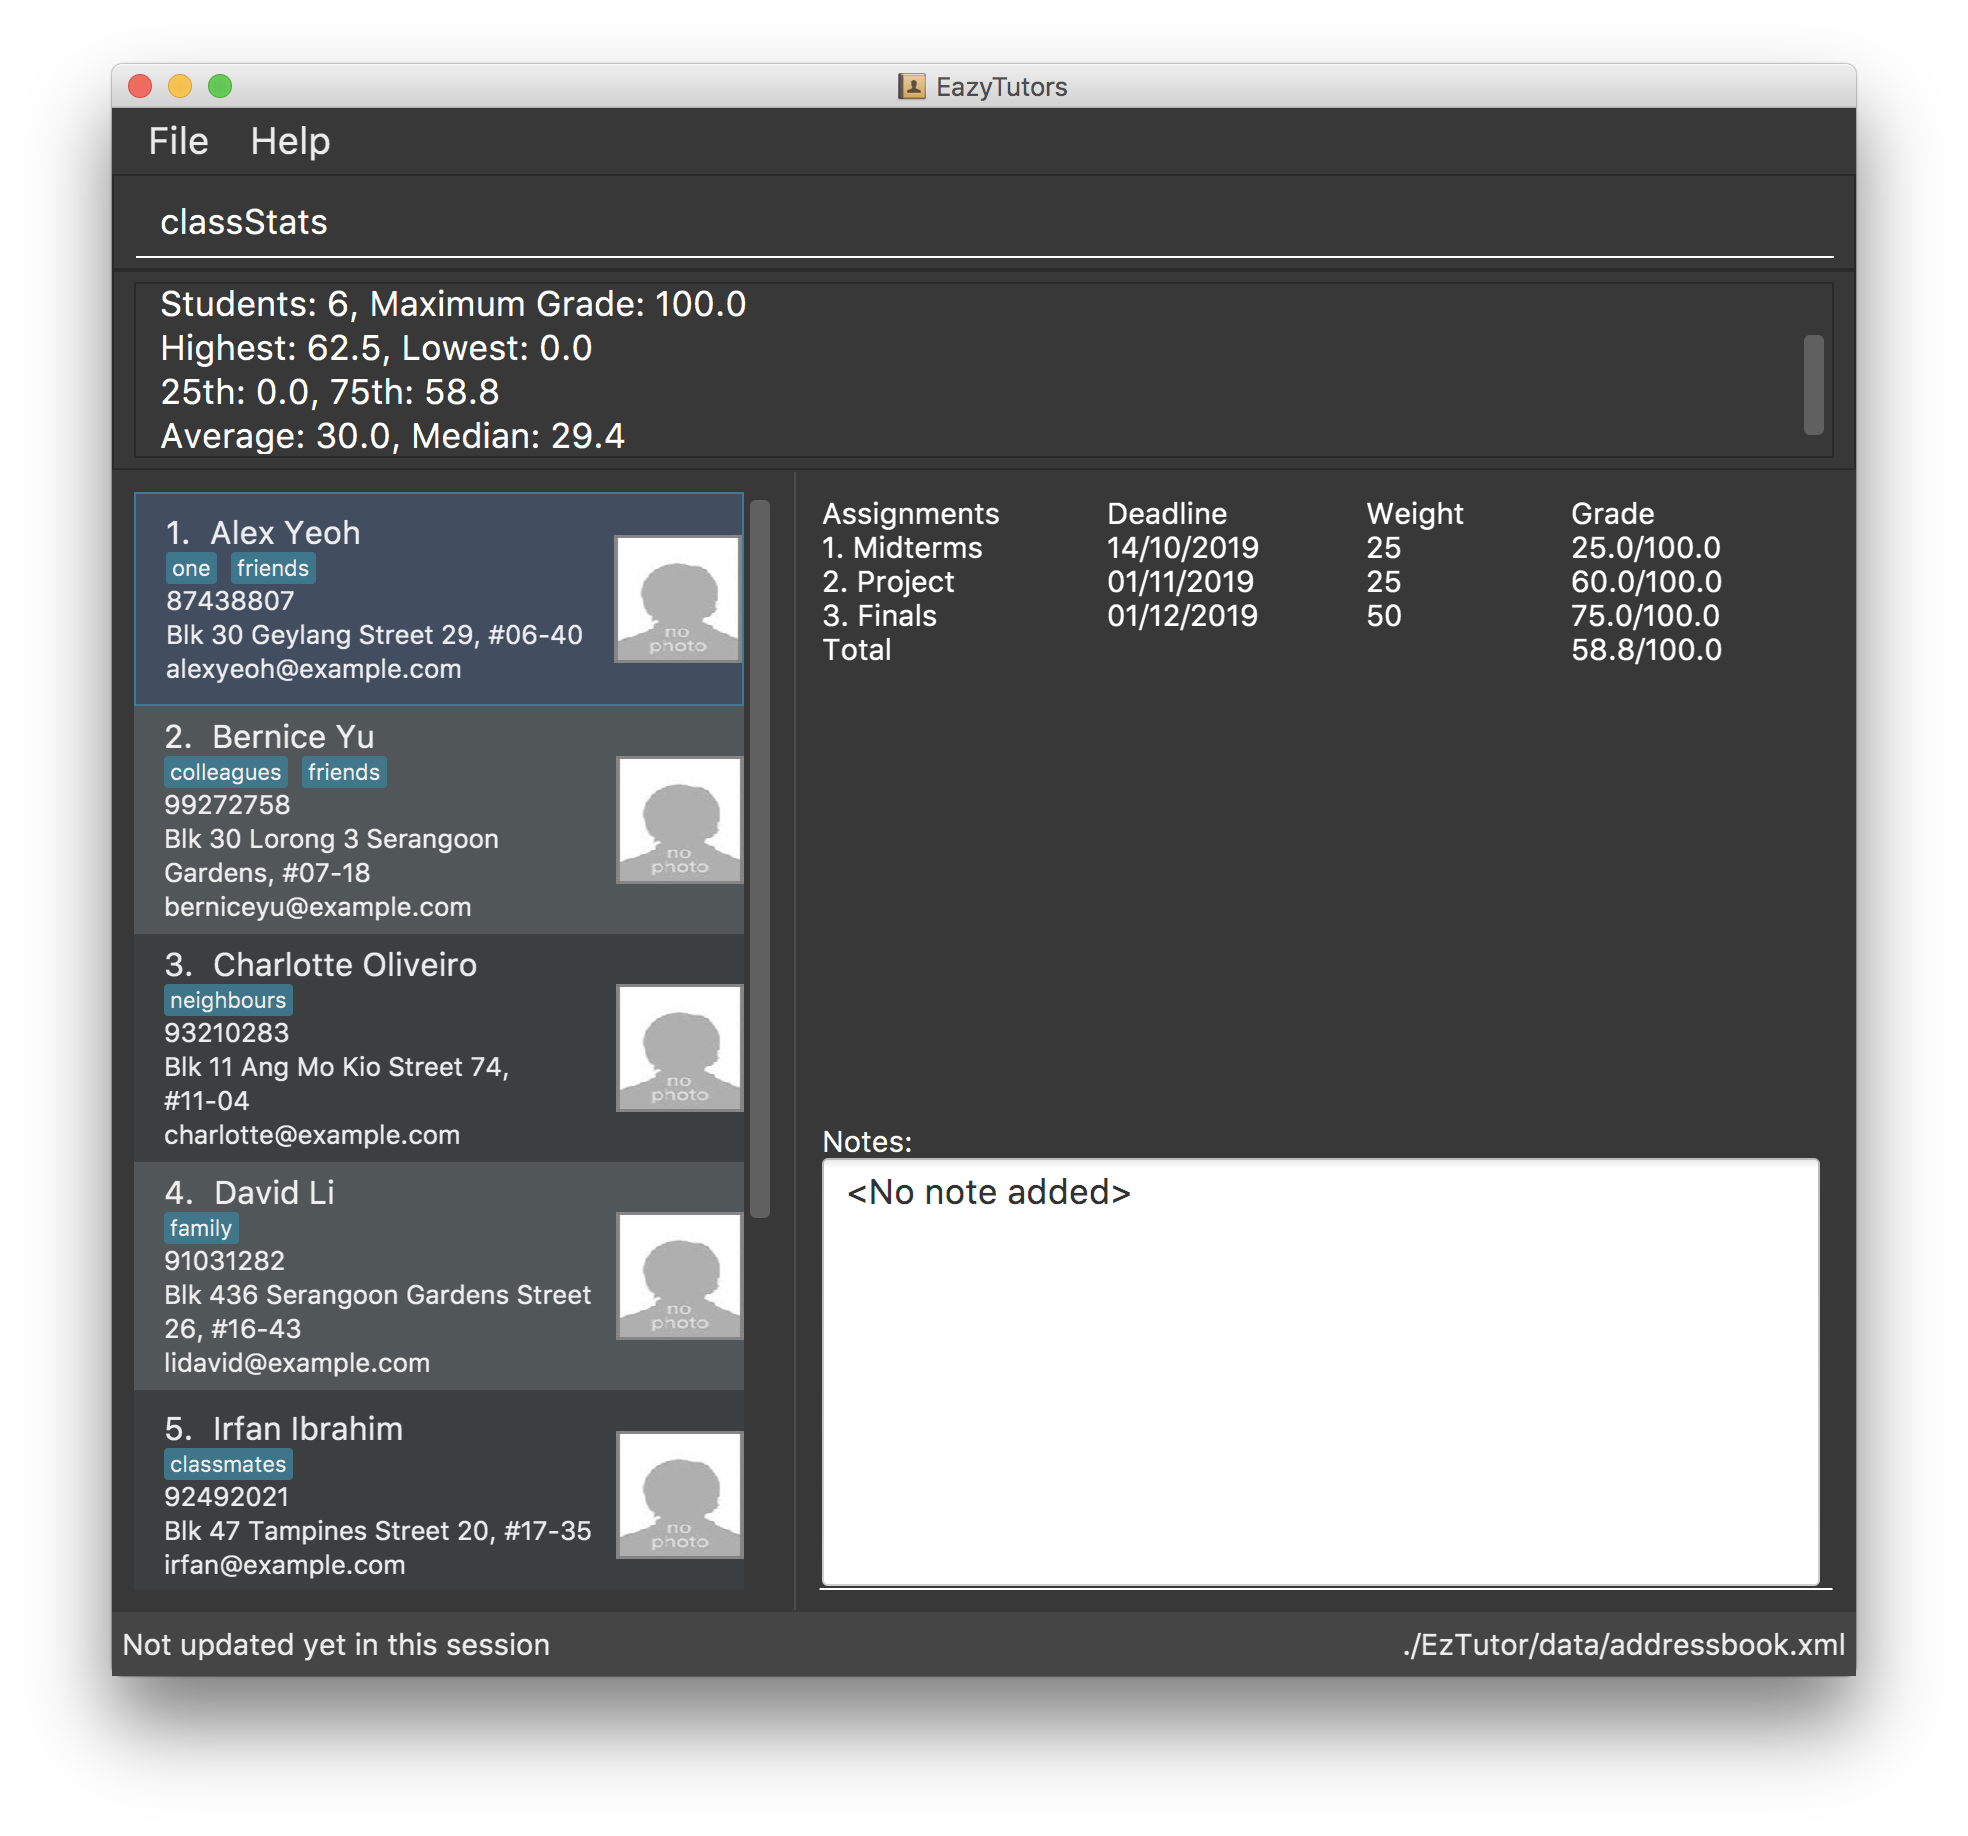 EazyTutors
File Help
classStats
Students: 6, Maximum Grade: 100.0
Highest: 62.5, Lowest: 0.0
25th: 0.0, 75th: 58.8
Average: 30.0, Median: 29.4
1. Alex Yeoh
one friends
87438807
Blk 30 Geylang Street 29, #06-40
alexyeoh@example.com
no
photo
2. Bernice Yu
colleagues friends
99272758
Blk 30 Lorong 3 Serangoon
Gardens, #07-18
berniceyu@example.com
no
photo
3. Charlotte Oliveiro
neighbours
93210283
Blk 11 Ang Mo Kio Street 74,
#11-04
charlotte@example.com
no
photo
4. David Li
family
91031282
Blk 436 Serangoon Gardens Street
26, #16-43
lidavid@example.com
no
photo
5. Irfan Ibrahim
classmates
92492021
Blk 47 Tampines Street 20, #17-35
irfan@example.com
no
photo
Assignments Deadline Weight Grade
1. Midterms 14/10/2019 25 25.0/100.0
2. Project 01/11/2019 25 60.0/100.0
3. Finals 01/12/2019 50 75.0/100.0
Total 58.8/100.0
Notes:
<No note added>
Not updated yet in this session
./EzTutor/data/addressbook.xml